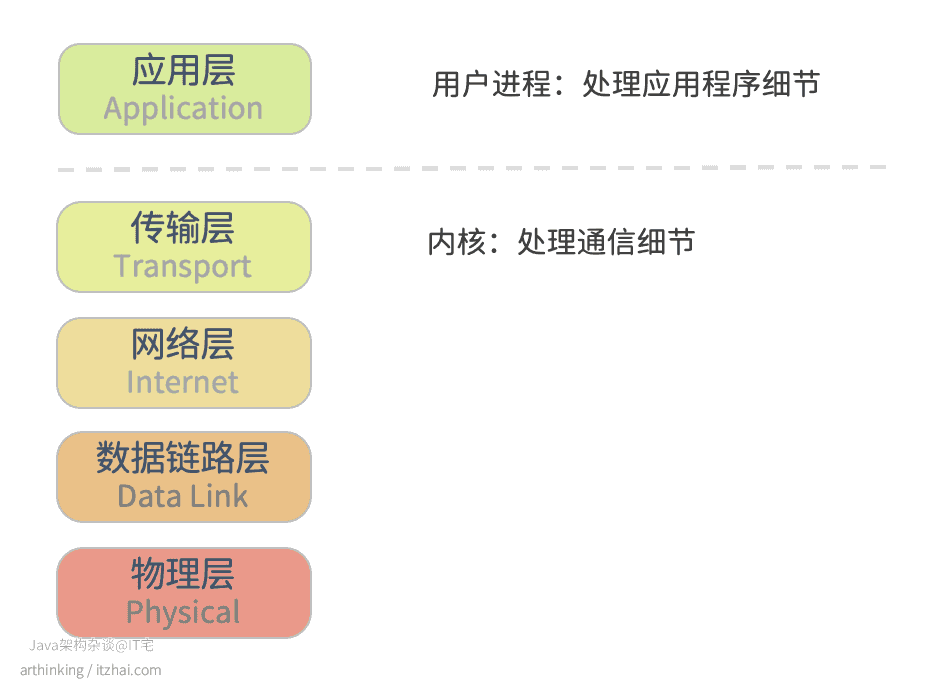 应用层
Application
用户进程：处理应用程序细节
传输层
Transport
内核：处理通信细节
网络层
Internet
数据链路层
Data Link
物理层
Physical
Java架构杂谈@IT宅
arthinking / itzhai.com